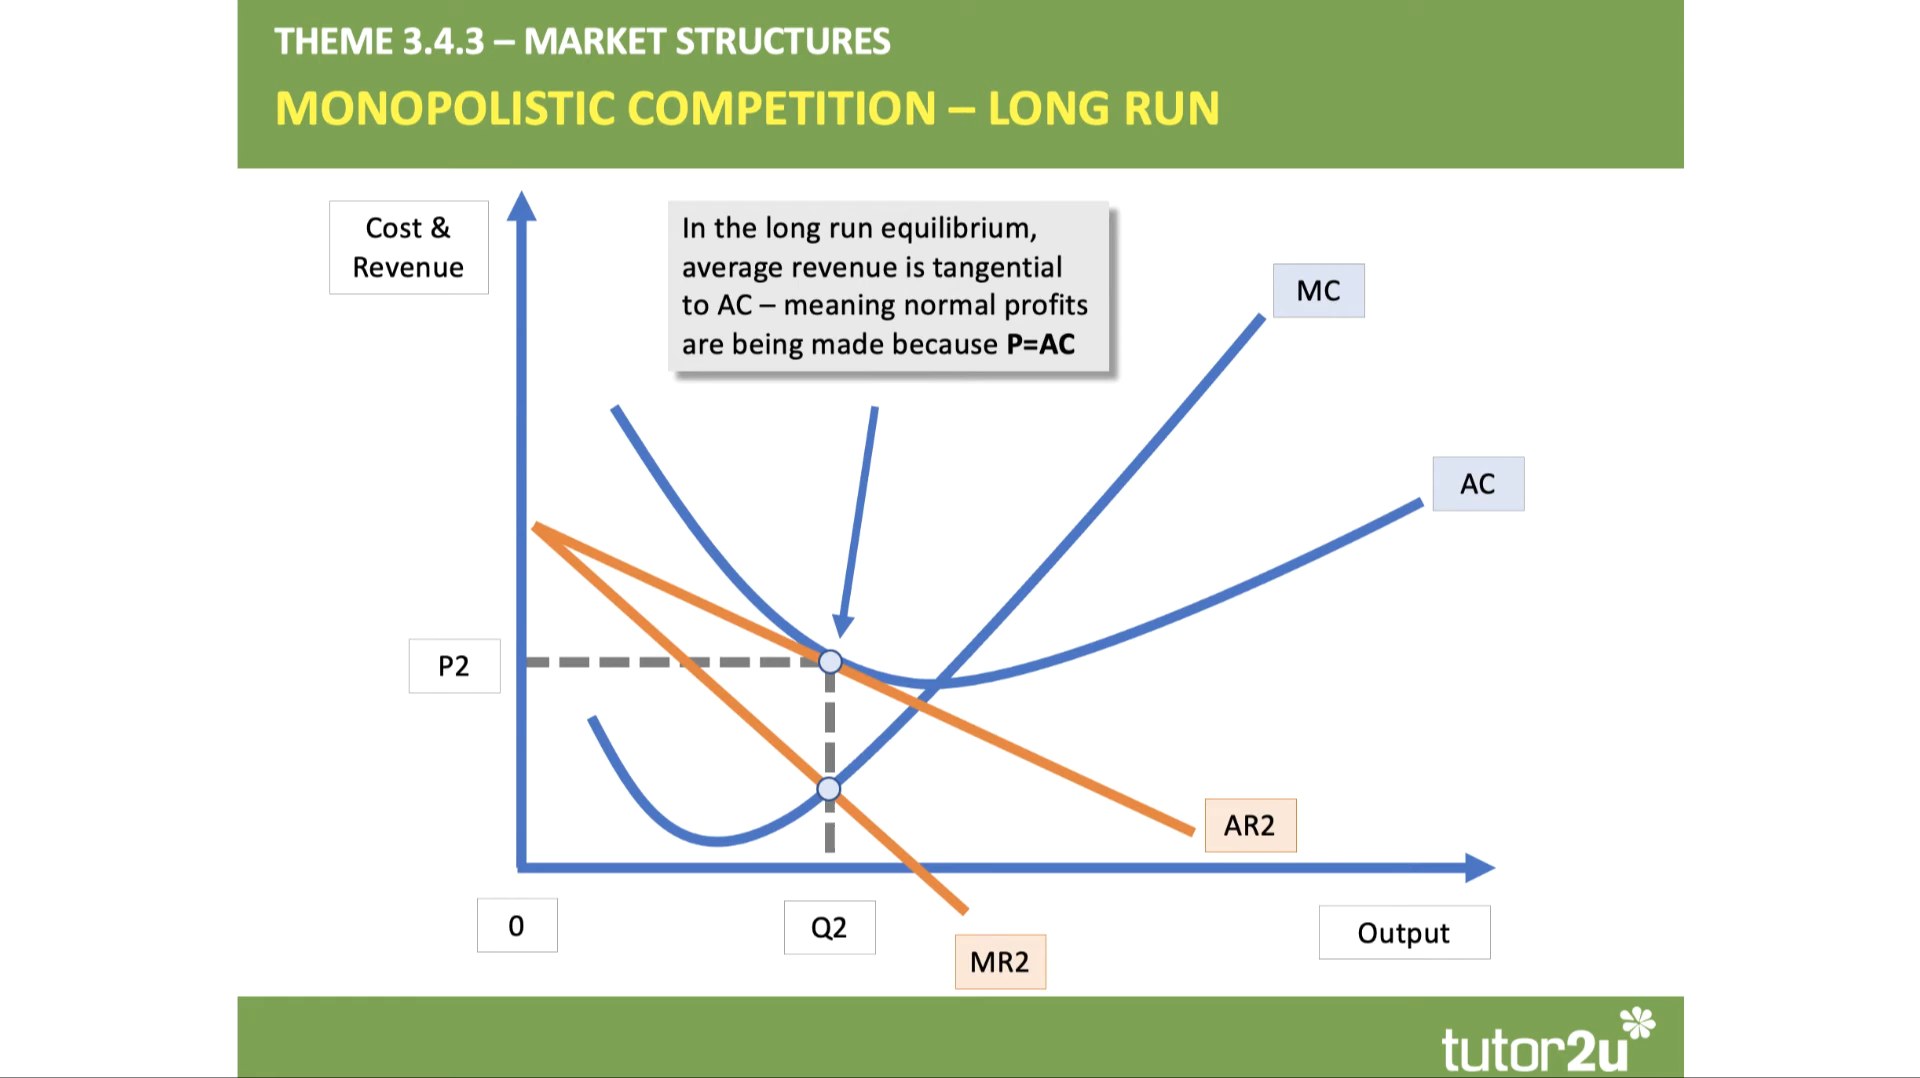 THEME 3.4.3 – MARKET STRUCTURES
MONOPOLISTIC COMPETITION – LONG RUN
Cost &
Revenue
In the long run equilibrium,
average revenue is tangential
to AC – meaning normal profits
are being made because P=AC
MC
AC
P2
AR2
0
Q2
Output
MR2
tutor2u